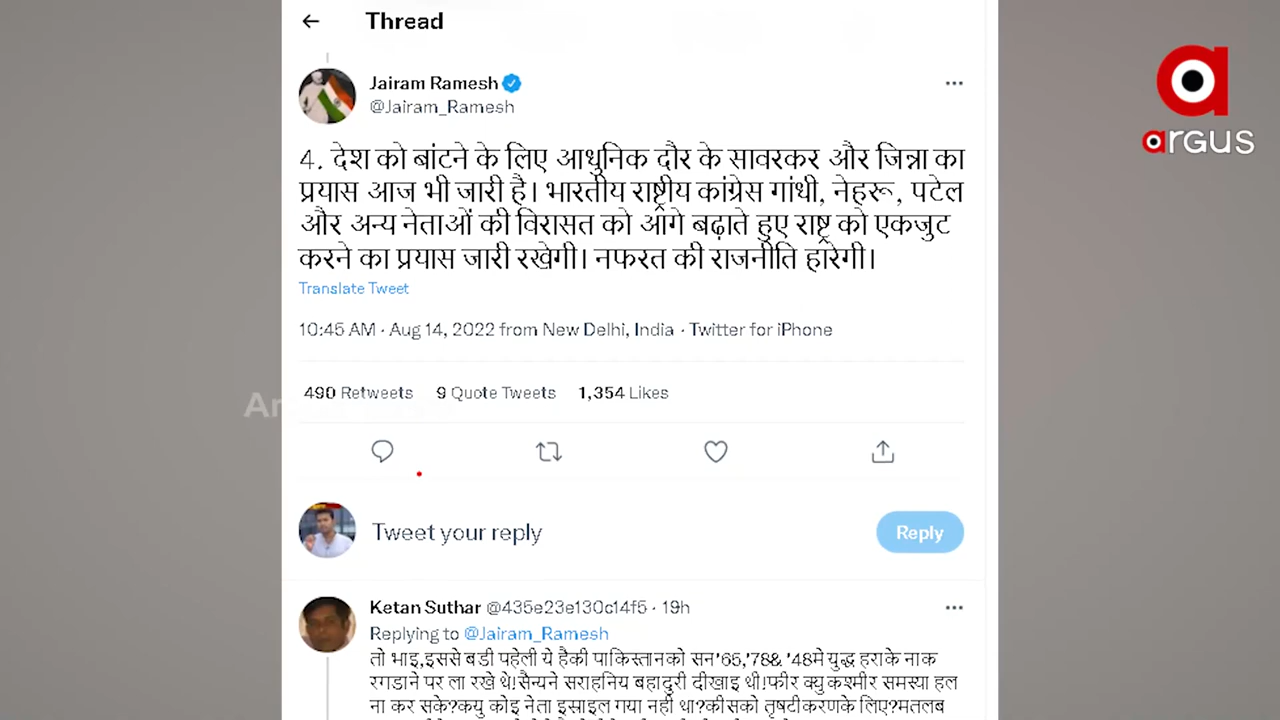 Thread
Jairam Ramesh
@Jairam_Ramesh
argus
4. देश को बांटने के लिए आधुनिक दौर के सावरकर और जिन्ना का
प्रयास आज भी जारी है। भारतीय राष्ट्रीय कांग्रेस गांधी, नेहरू, पटेल
और अन्य नेताओं की विरासत को आगे बढ़ाते हुए राष्ट्र को एकजुट
करने का प्रयास जारी रखेगी। नफरत की राजनीति हारेगी।
Translate Tweet
10:45 AM · Aug 14, 2022 from New Delhi, India · Twitter for iPhone
490 Retweets 9 Quote Tweets 1,354 Likes
Tweet your reply
Reply
Ketan Suthar @435e23e130c14f5 · 19h
Replying to @Jairam_Ramesh
तो भाइ,इससे बडी पहेली ये हैकी पाकिस्तानको सन'65,'78& '48मे युद्ध हराके नाक
रगडाने पर ला रखे थे!सैन्यने सराहनिय बहादुरी दीखाइ थी!फीर क्यु कश्मीर समस्या हल
ना कर सके?कयु कोइ नेता इसाइल गया नही था?कीसको तृषटीकरणके लिए?मतलब